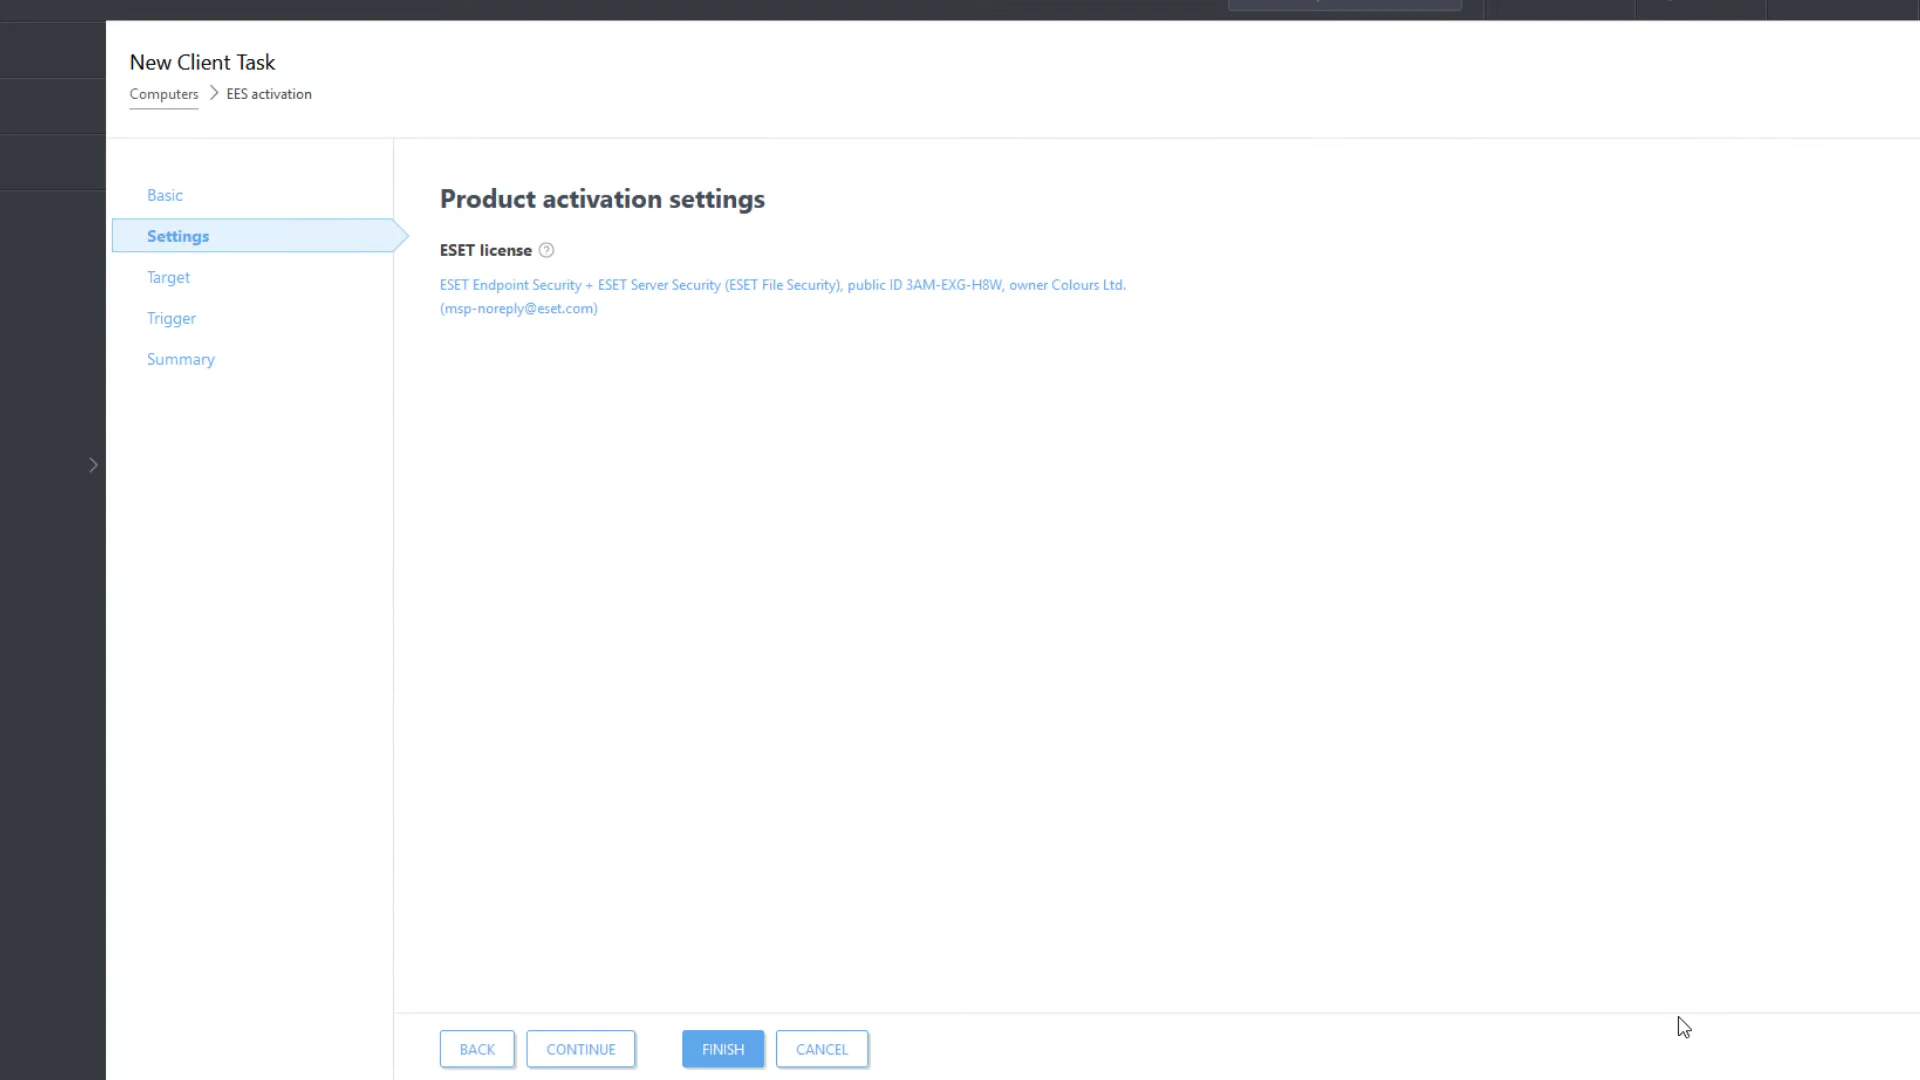 New Client Task
Computers > EES activation
Basic
Settings
Target
Trigger
Summary
Product activation settings
ESET license ?
ESET Endpoint Security + ESET Server Security (ESET File Security), public ID 3AM-EXG-H8W, owner Colours Ltd.
(msp-noreply@eset.com)
BACK CONTINUE FINISH CANCEL